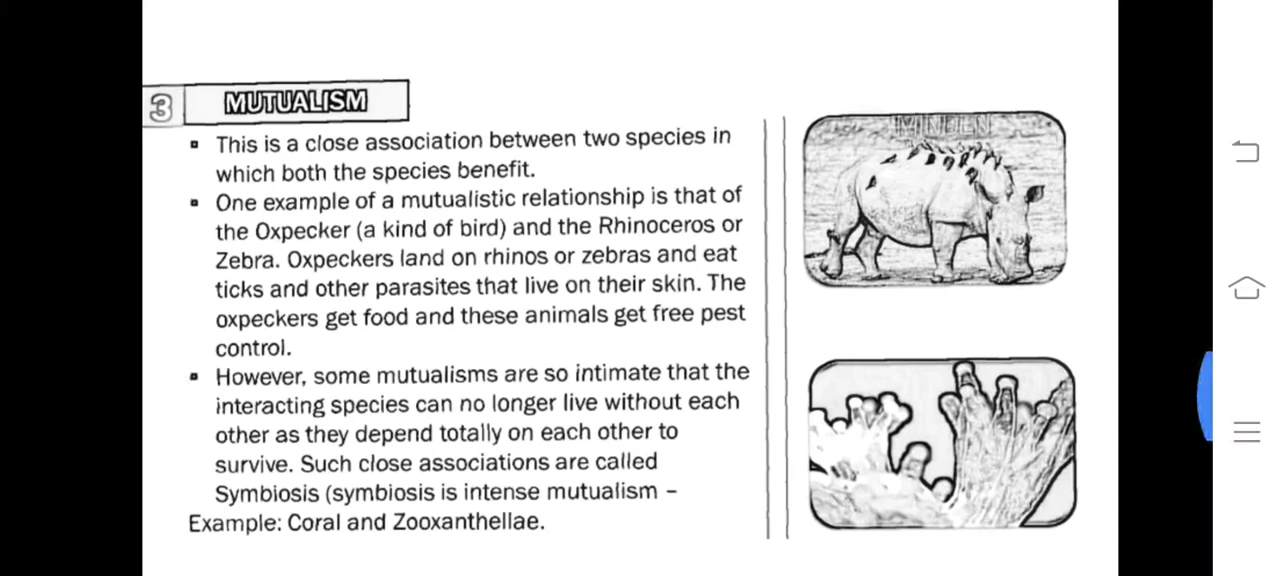 3 MUTUALISM
▪ This is a close association between two species in
which both the species benefit.
▪ One example of a mutualistic relationship is that of
the Oxpecker (a kind of bird) and the Rhinoceros or
Zebra. Oxpeckers land on rhinos or zebras and eat
ticks and other parasites that live on their skin. The
oxpeckers get food and these animals get free pest
control.
▪ However, some mutualisms are so intimate that the
interacting species can no longer live without each
other as they depend totally on each other to
survive. Such close associations are called
Symbiosis (symbiosis is intense mutualism –
Example: Coral and Zooxanthellae.
MINDEN